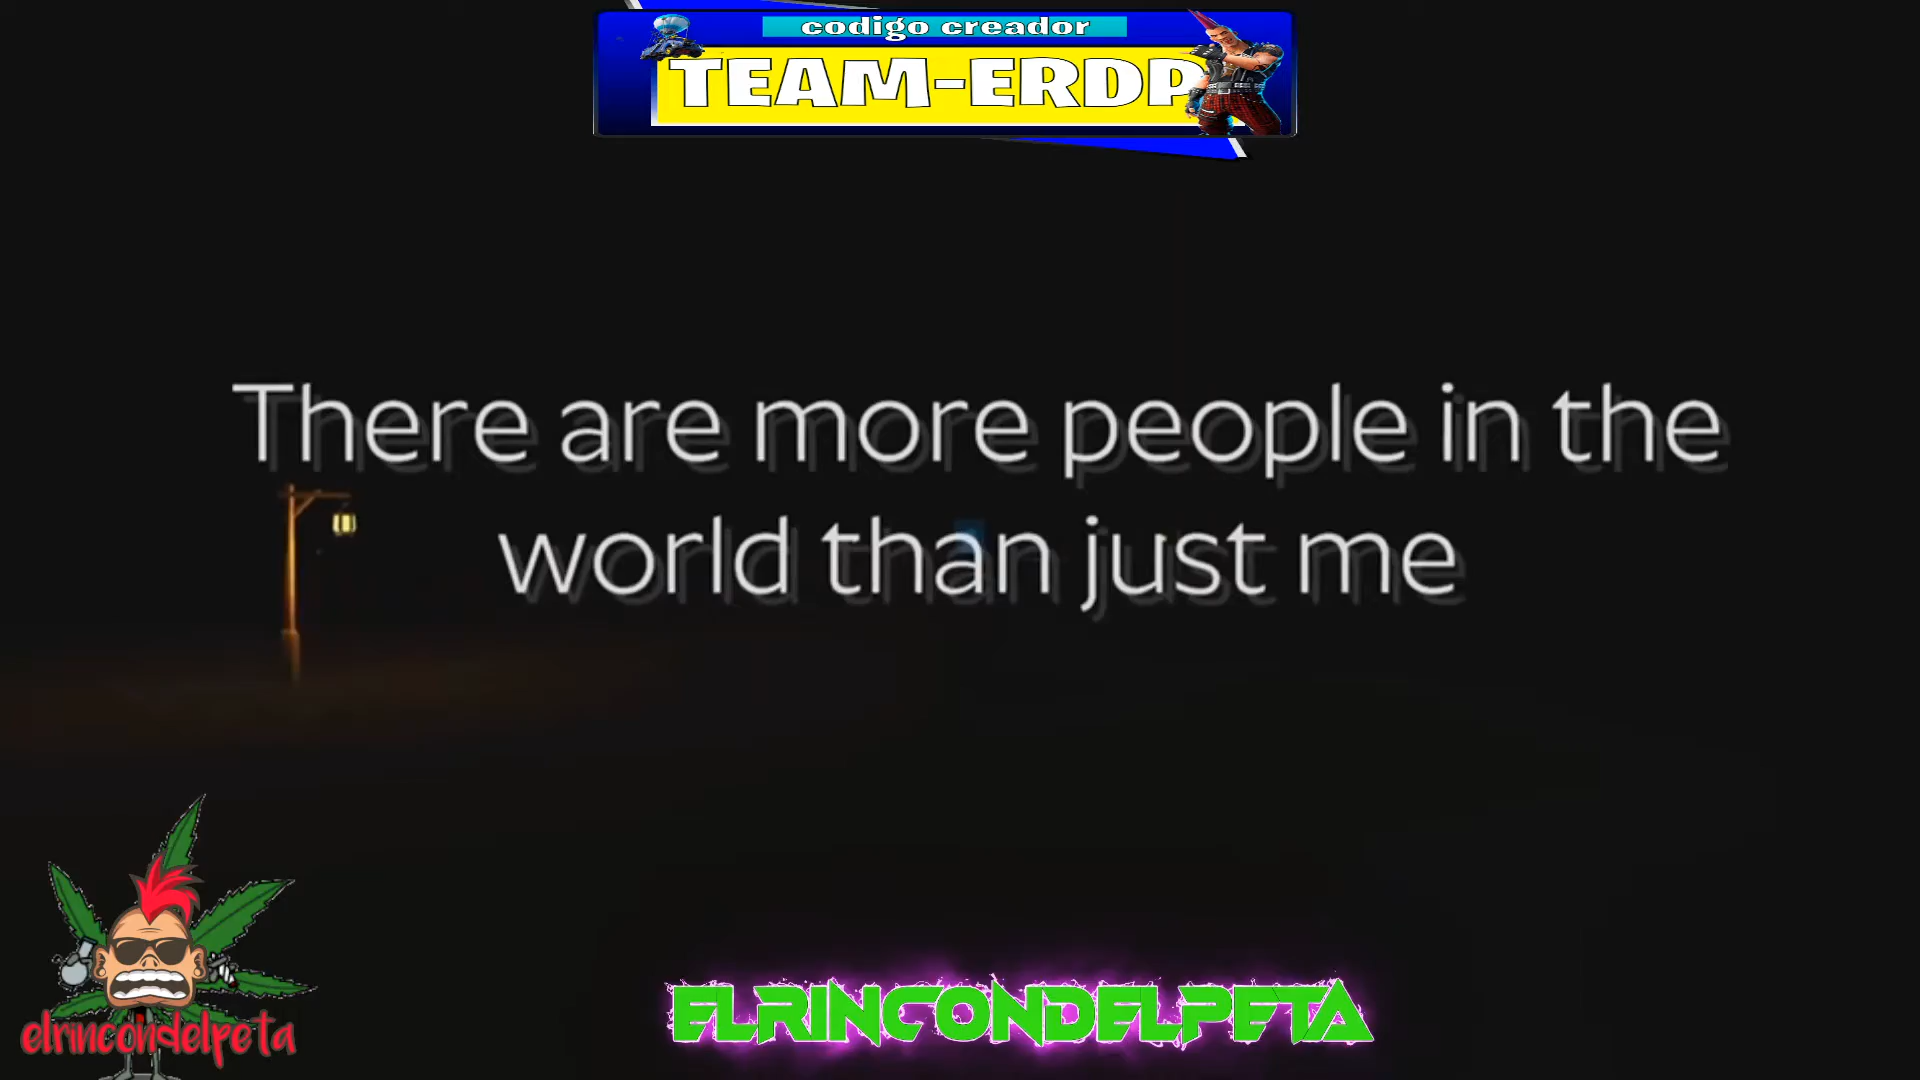 codigo creador
TEAM-ERDP
There are more people in the
world than just me
elrincondelpeta
ELRINCONDELPETA